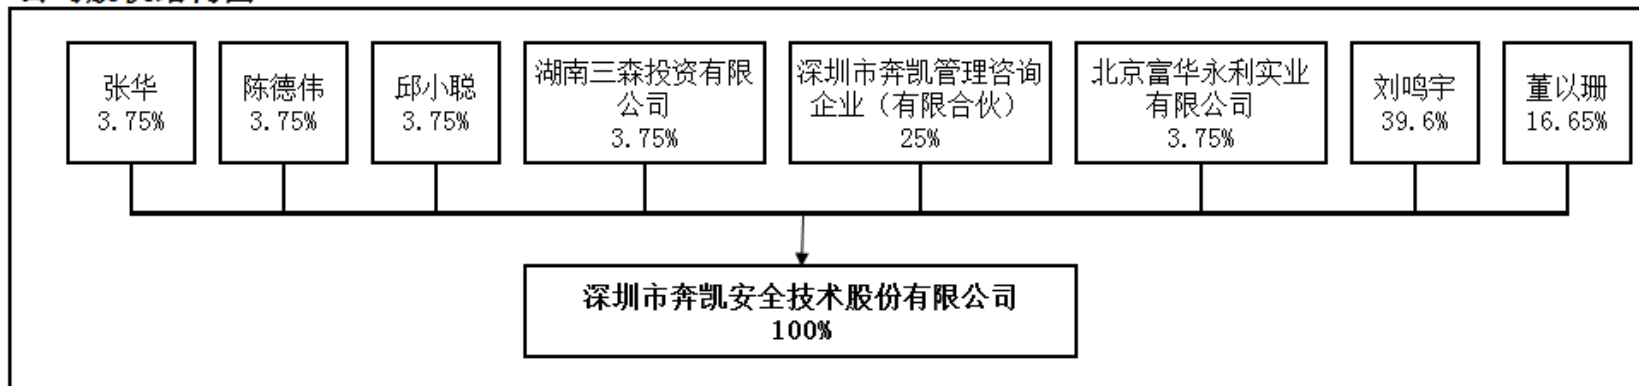 张华
3.75%
陈德伟
3.75%
邱小聪
3.75%
湖南三森投资有限
公司
3.75%
深圳市奔凯管理咨询
企业（有限合伙）
25%
北京富华永利实业
有限公司
3.75%
刘鸣宇
39.6%
董以珊
16.65%
深圳市奔凯安全技术股份有限公司
100%